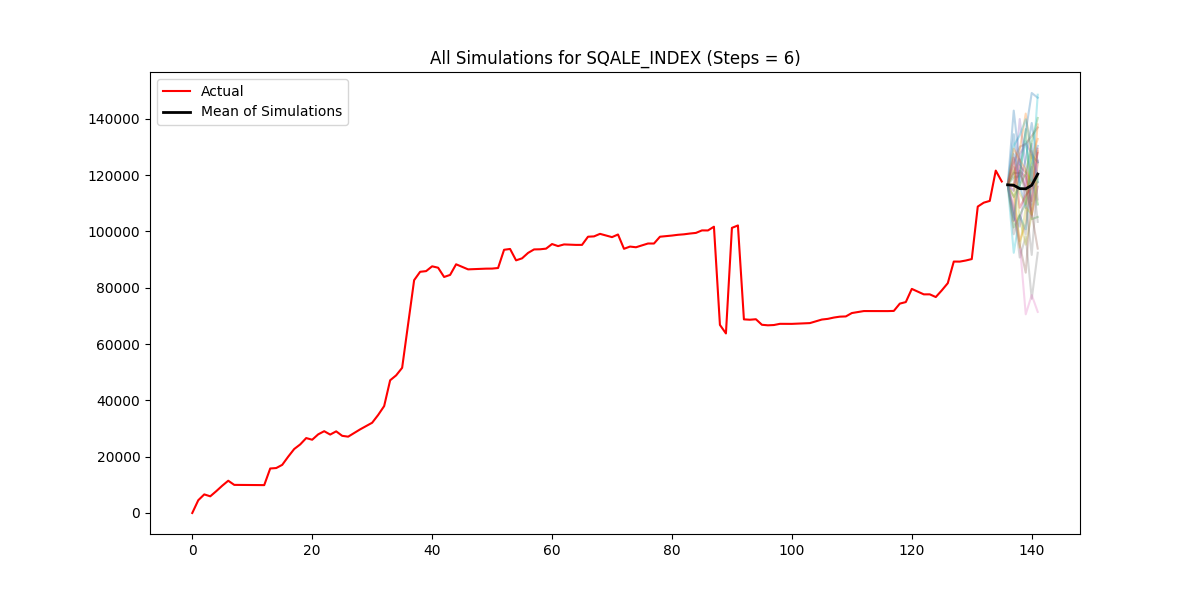 All Simulations for SQALE_INDEX (Steps = 6)
Actual
Mean of Simulations
140000
120000
100000
80000
60000
40000
20000
0
0 20 40 60 80 100 120 140